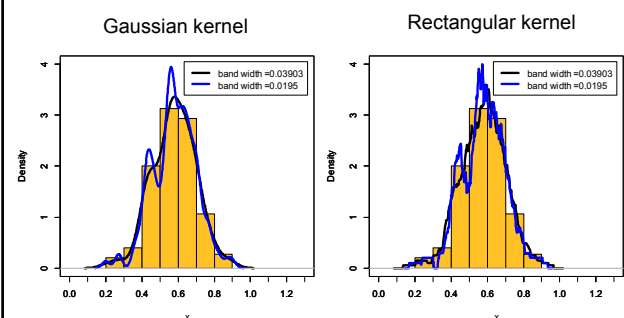 Gaussian kernel
Rectangular kernel
band width =0.03903
band width =0.0195
Density
0 1 2 3 4
0.0 0.2 0.4 0.6 0.8 1.0 1.2
x
band width =0.03903
band width =0.0195
Density
0 1 2 3 4
0.0 0.2 0.4 0.6 0.8 1.0 1.2
x